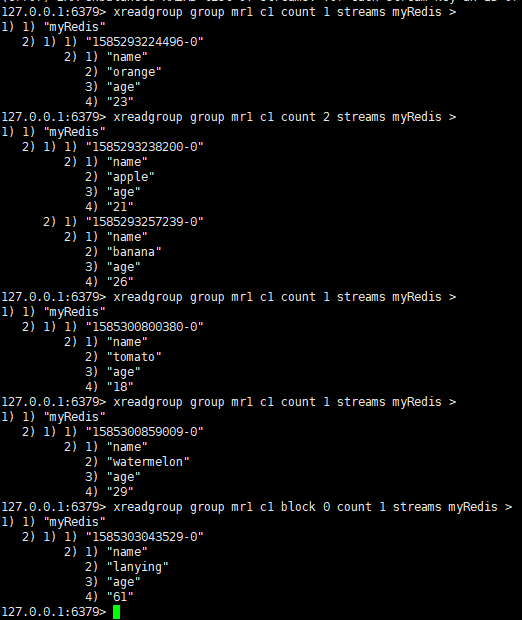 127.0.0.1:6379> xreadgroup group mr1 c1 count 1 streams myRedis >
1) 1) "myRedis"
   2) 1) 1) "1585293224496-0"
         2) 1) "name"
            2) "orange"
            3) "age"
            4) "23"
127.0.0.1:6379> xreadgroup group mr1 c1 count 2 streams myRedis >
1) 1) "myRedis"
   2) 1) 1) "1585293238200-0"
         2) 1) "name"
            2) "apple"
            3) "age"
            4) "21"
      2) 1) "1585293257239-0"
         2) 1) "name"
            2) "banana"
            3) "age"
            4) "26"
127.0.0.1:6379> xreadgroup group mr1 c1 count 1 streams myRedis >
1) 1) "myRedis"
   2) 1) 1) "1585300800380-0"
         2) 1) "name"
            2) "tomato"
            3) "age"
            4) "18"
127.0.0.1:6379> xreadgroup group mr1 c1 count 1 streams myRedis >
1) 1) "myRedis"
   2) 1) 1) "1585300859009-0"
         2) 1) "name"
            2) "watermelon"
            3) "age"
            4) "29"
127.0.0.1:6379> xreadgroup group mr1 c1 block 0 count 1 streams myRedis >
1) 1) "myRedis"
   2) 1) 1) "1585303043529-0"
         2) 1) "name"
            2) "lanying"
            3) "age"
            4) "61"
127.0.0.1:6379>